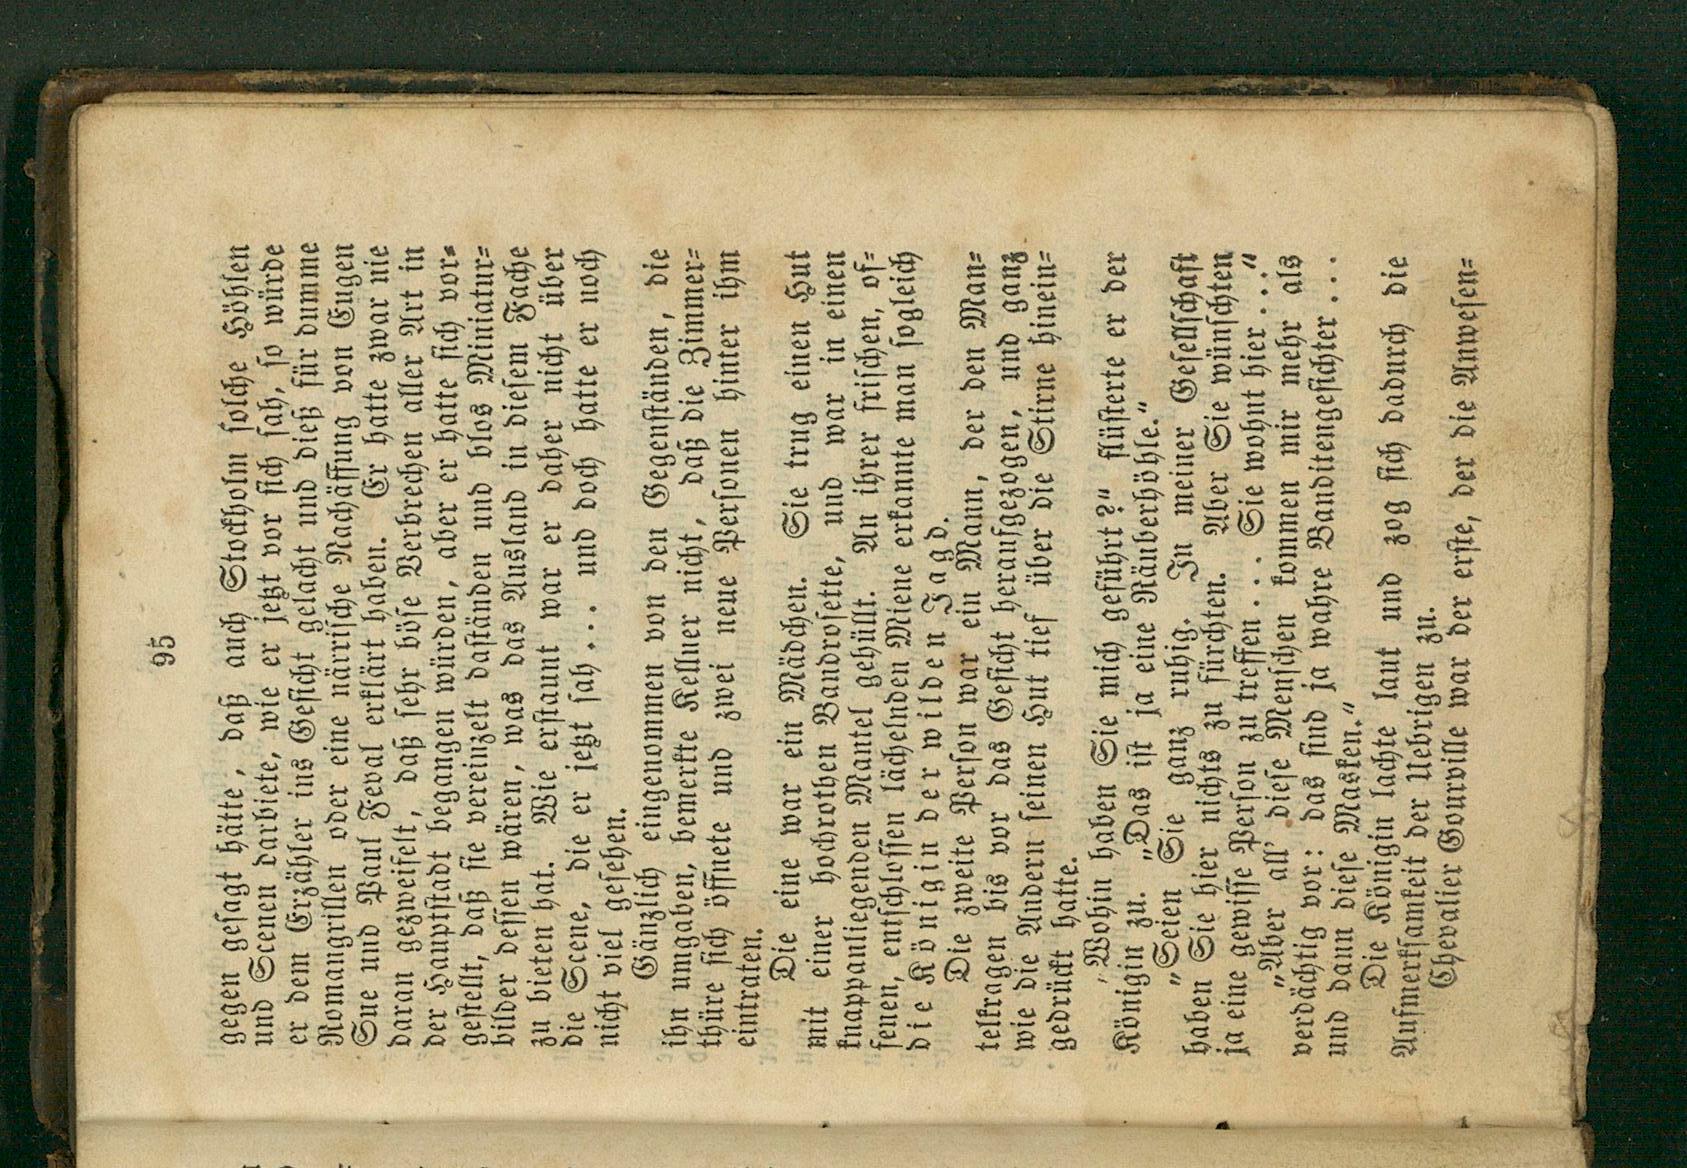 95
gegen gesagt hätte, daß auch Stockholm solche Höhlen
und Scenen darbiete, wie er jetzt vor sich sah, so würde
er dem Erzähler ins Gesicht gelacht und dieß für dumme
Romangrillen oder eine närrische Nachäffung von Eugen
Sue und Paul Feval erklärt haben. Er hatte zwar nie
daran gezweifelt, daß sehr böse Verbrechen aller Art in
der Hauptstadt begangen würden, aber er hatte sich vor=
gestellt, daß sie vereinzelt daständen und blos Miniatur=
bilder dessen wären, was das Ausland in diesem Fache
zu bieten hat. Wie erstaunt war er daher nicht über
die Scene, die er jetzt sah... und doch hatte er noch
nicht viel gesehen.
Gänzlich eingenommen von den Gegenständen, die
ihn umgaben, bemerkte Kellner nicht, daß die Zimmer=
thüre sich öffnete und zwei neue Personen hinter ihm
eintraten.
Die eine war ein Mädchen. Sie trug einen Hut
mit einer hochrothen Bandrosette, und war in einen
knappanliegenden Mantel gehüllt. An ihrer frischen, of=
fenen, entschlossen lächelnden Miene erkannte man sogleich
die Königin der wilden Jagd.
Die zweite Person war ein Mann, der den Man=
telkragen bis vor das Gesicht heraufgezogen, und ganz
wie die Andern seinen Hut tief über die Stirne hinein=
gedrückt hatte.
„Wohin haben Sie mich geführt?“ flüsterte er der
Königin zu. „Das ist ja eine Räuberhöhle.“
„Seien Sie ganz ruhig. In meiner Gesellschaft
haben Sie hier nichts zu fürchten. Aber Sie wünschten
ja eine gewisse Person zu treffen... Sie wohnt hier...“
„Aber all' diese Menschen kommen mir mehr als
verdächtig vor: das sind ja wahre Banditengesichter...
und dann diese Masken.“
Die Königin lachte laut und zog sich dadurch die
Aufmerksamkeit der Uebrigen zu.
Chevalier Gourville war der erste, der die Anwesen=